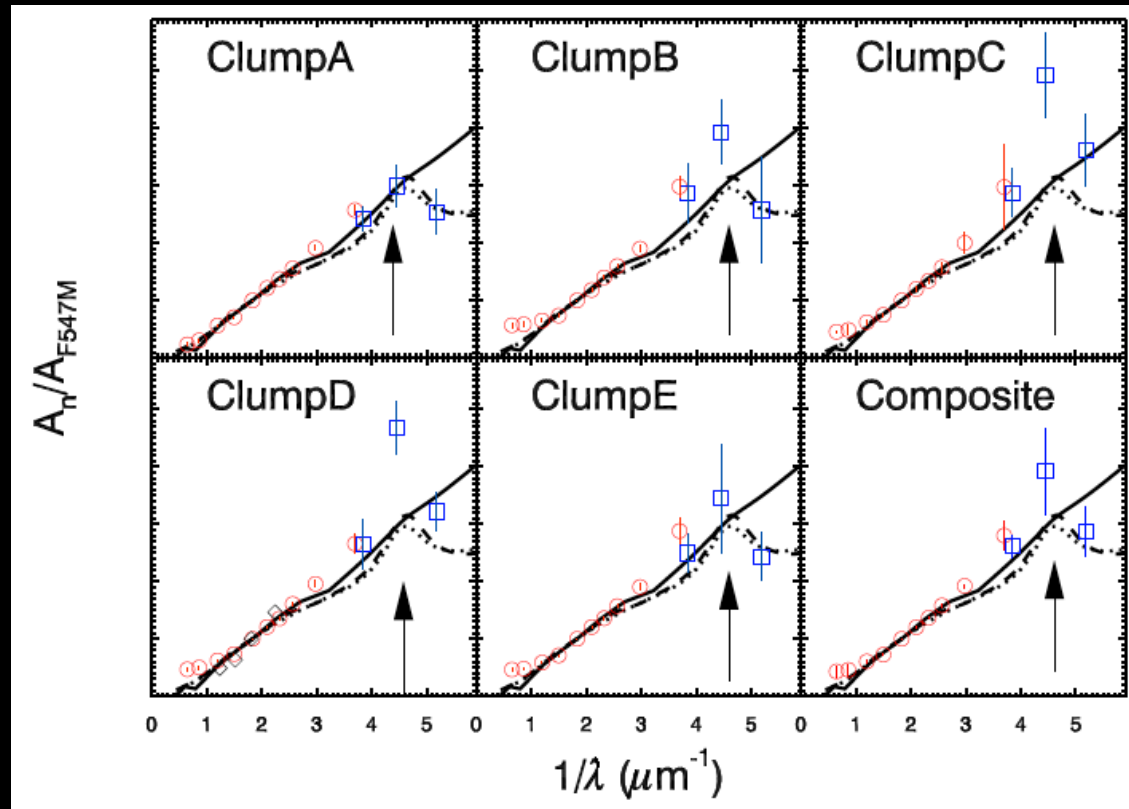 ClumpA
ClumpB
ClumpC
ClumpD
ClumpE
Composite
Aₙ/A_F547M
0 1 2 3 4 5 0 1 2 3 4 5 0 1 2 3 4 5
1/λ (μm⁻¹)